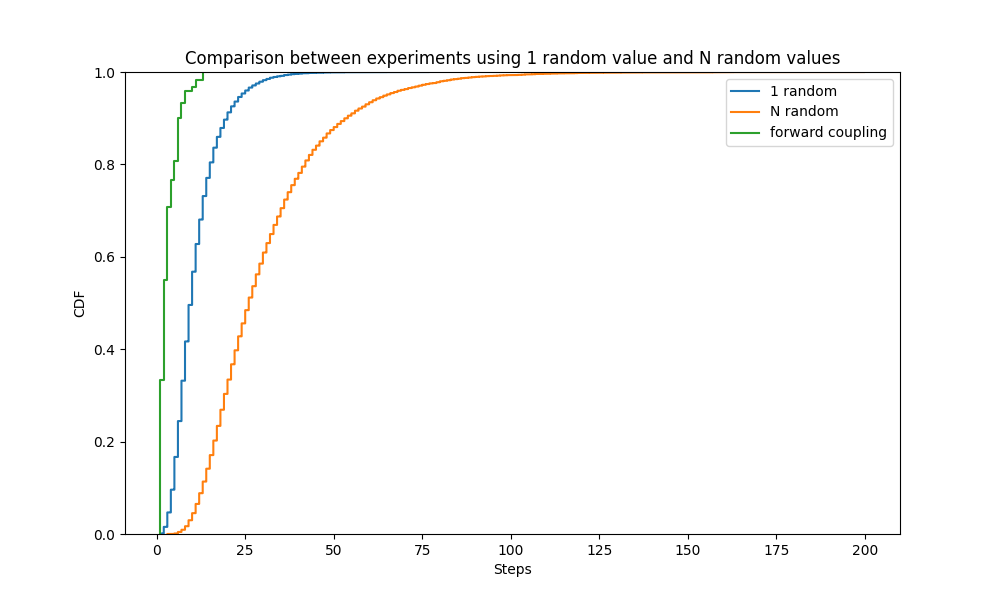 Comparison between experiments using 1 random value and N random values
1.0
0.8
0.6
0.4
0.2
0.0
CDF
1 random
N random
forward coupling
0 25 50 75 100 125 150 175 200
Steps